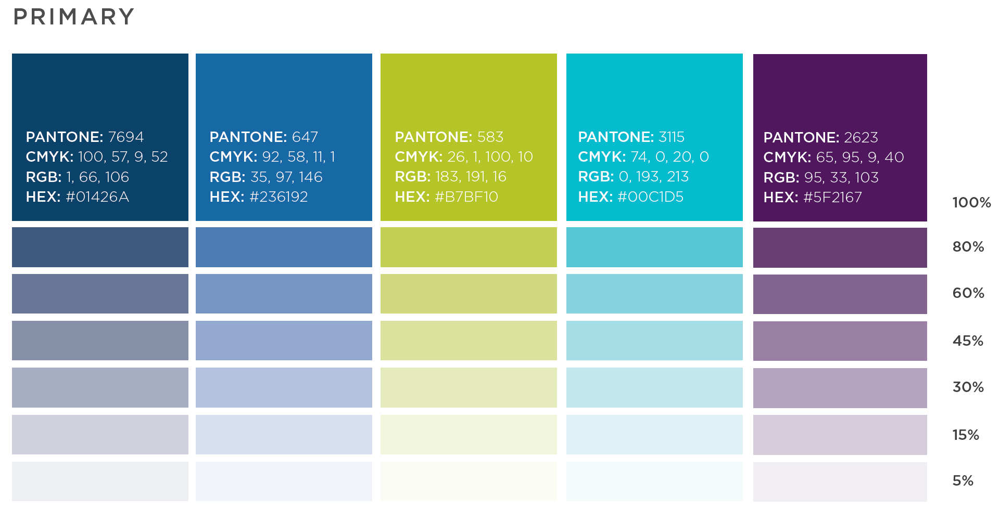 PRIMARY
PANTONE: 7694
CMYK: 100, 57, 9, 52
RGB: 1, 66, 106
HEX: #01426A
PANTONE: 647
CMYK: 92, 58, 11, 1
RGB: 35, 97, 146
HEX: #236192
PANTONE: 583
CMYK: 26, 1, 100, 10
RGB: 183, 191, 16
HEX: #B7BF10
PANTONE: 3115
CMYK: 74, 0, 20, 0
RGB: 0, 193, 213
HEX: #00C1D5
PANTONE: 2623
CMYK: 65, 95, 9, 40
RGB: 95, 33, 103
HEX: #5F2167
100%
80%
60%
45%
30%
15%
5%